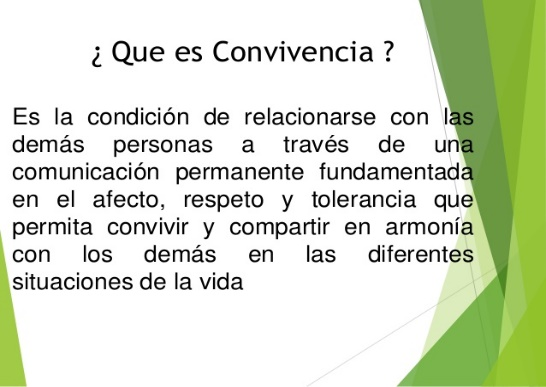 ¿ Que es Convivencia ?
Es la condición de relacionarse con las
demás personas a través de una
comunicación permanente fundamentada
en el afecto, respeto y tolerancia que
permita convivir y compartir en armonía
con los demás en las diferentes
situaciones de la vida